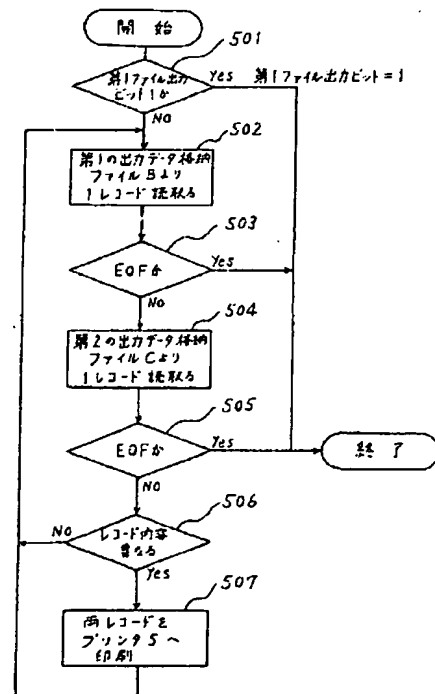 開始
501
第1ファイル出力
ビット1か
Yes
第1ファイル出力ビット=1
NO
502
第1の出力データ格納
ファイルBより
1レコード読取る
503
EOFか
Yes
NO
504
第2の出力データ格納
ファイルCより
1レコード読取る
505
EOFか
Yes
終了
NO
506
No
レコード内容
異なる
Yes
507
両レコードを
プリンタ5へ
印刷